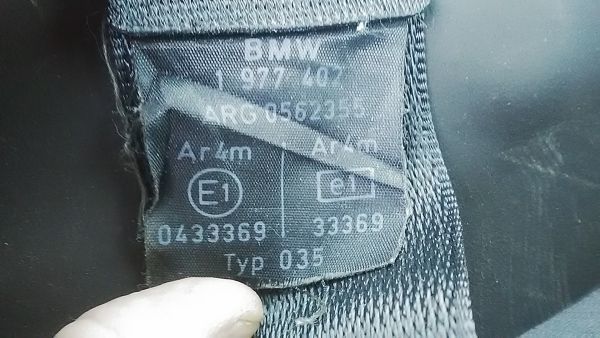 BMW
1 977 402
ARG 0562355
Ar4m Ar4m
E1 e1
0433369 33369
Typ 035